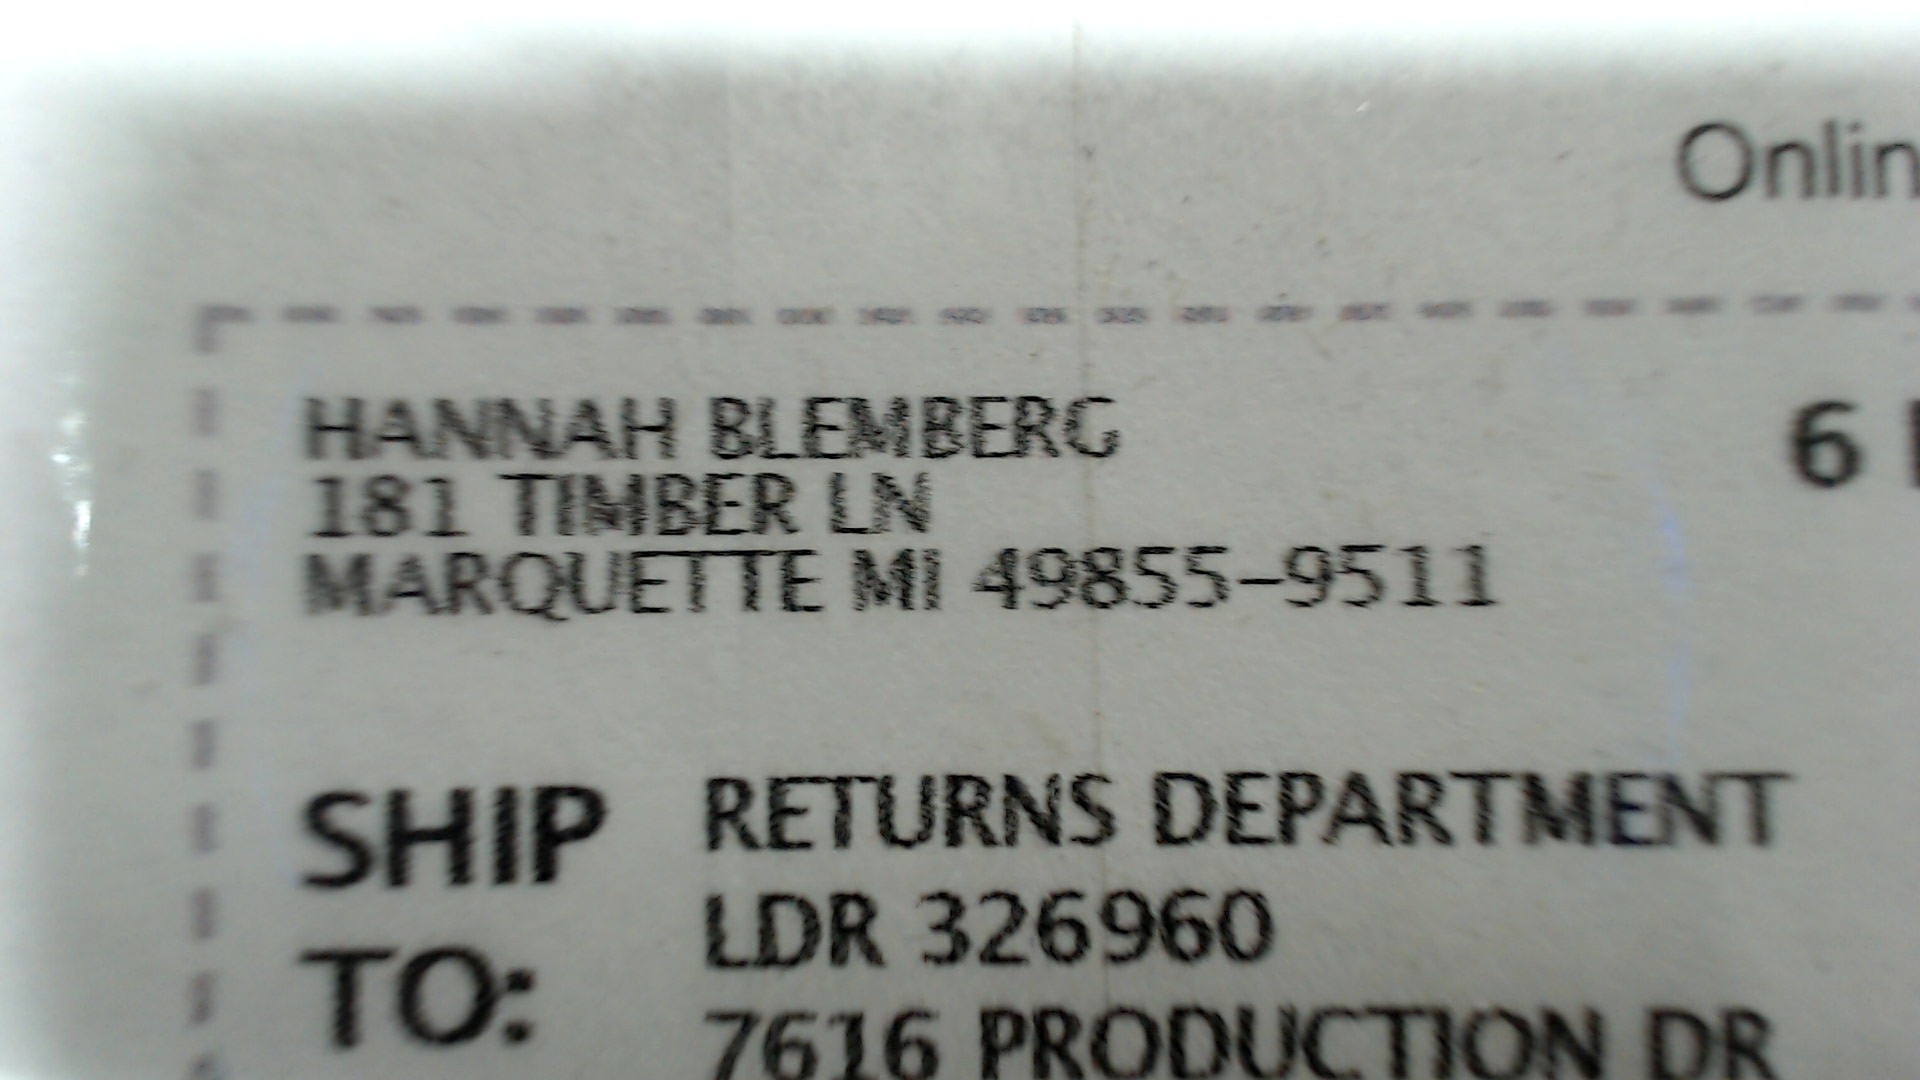 Onlin
HANNAH BLEMBERG
6
181 TIMBER LN
MARQUETTE MI 49855-9511
SHIP TO:
RETURNS DEPARTMENT
LDR 326960
7616 PRODUCTION DR